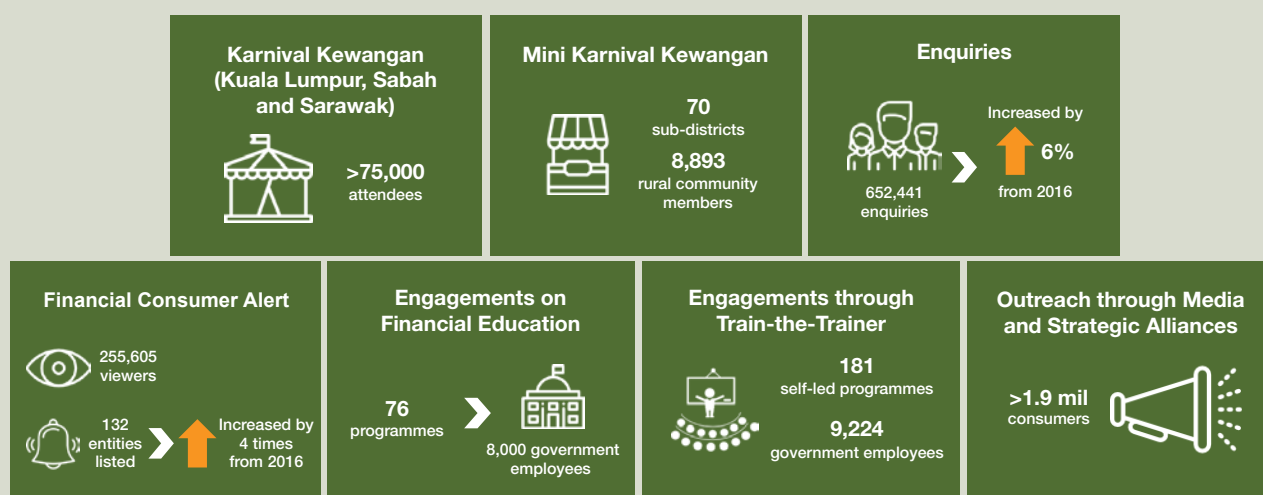 Karnival Kewangan
(Kuala Lumpur, Sabah
and Sarawak)
>75,000
attendees
Mini Karnival Kewangan
70
sub-districts
8,893
rural community
members
Enquiries
652,441
enquiries
Increased by
6%
from 2016
Financial Consumer Alert
255,605
viewers
132
entities
listed
Increased by
4 times
from 2016
Engagements on
Financial Education
76
programmes
8,000 government
employees
Engagements through
Train-the-Trainer
181
self-led programmes
9,224
government employees
Outreach through Media
and Strategic Alliances
>1.9 mil
consumers